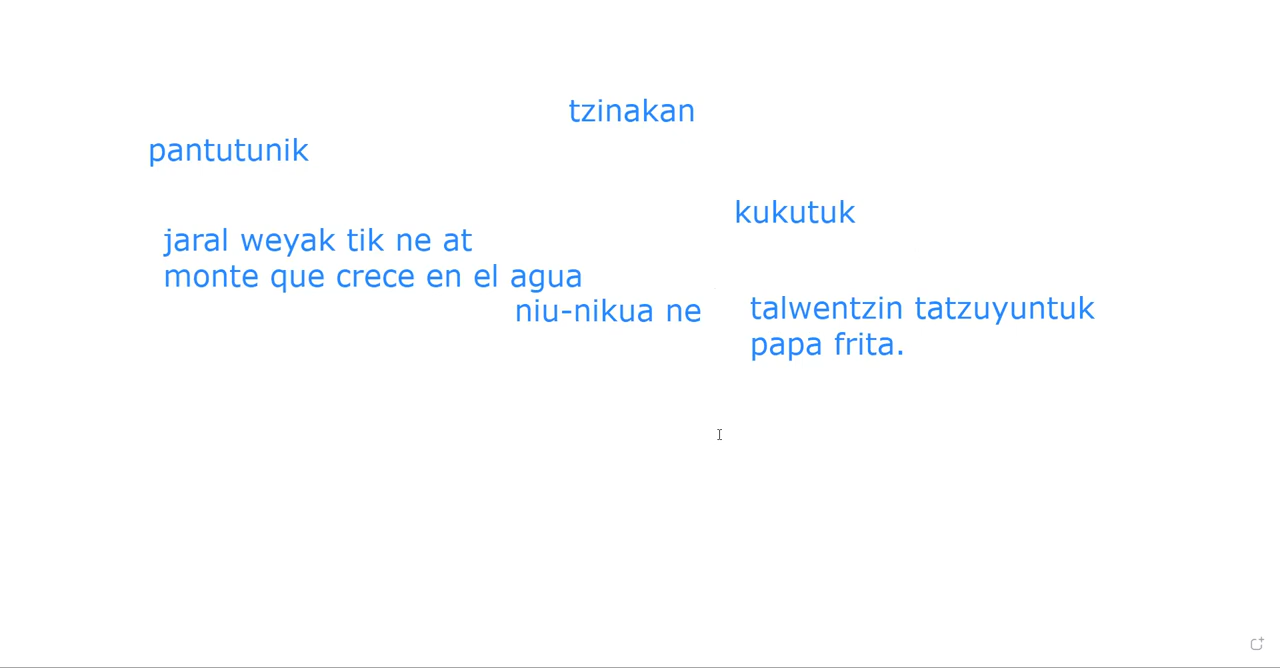 tzinakan
pantutunik
kukutuk
jaral weyak tik ne at
monte que crece en el agua
niu-nikua ne
talwentzin tatzuyuntuk
papa frita.